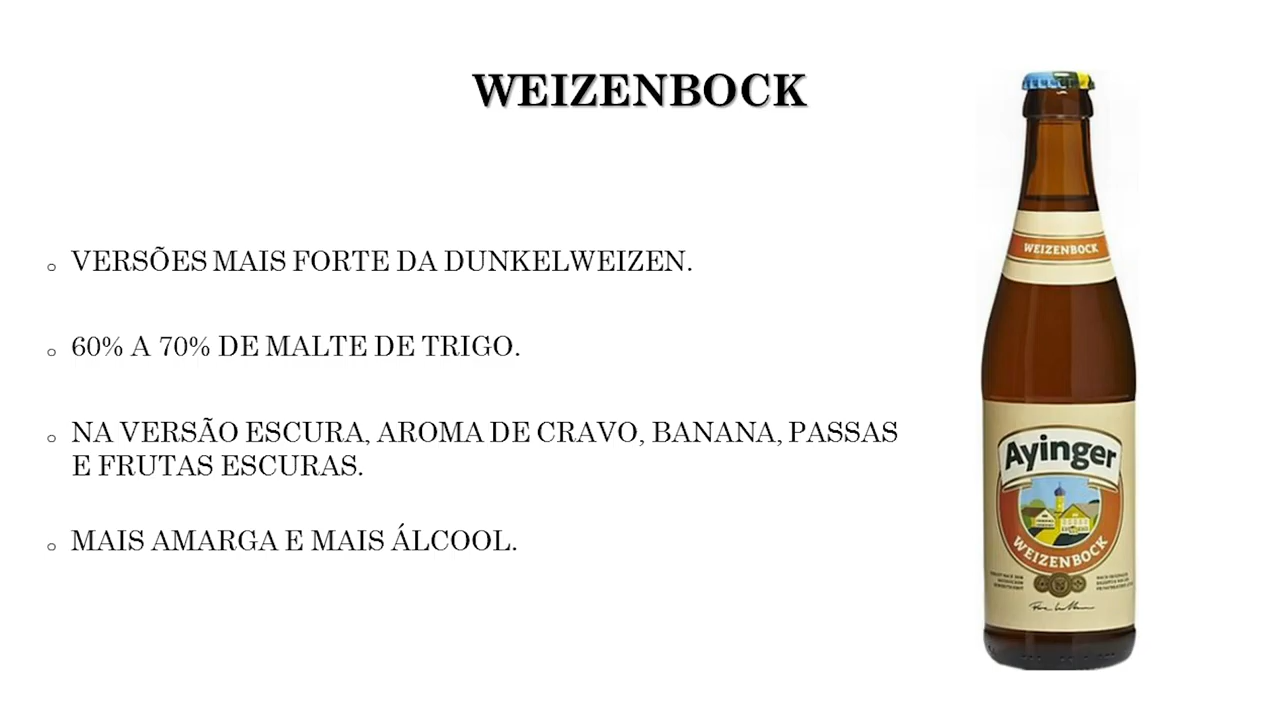 WEIZENBOCK
VERSÕES MAIS FORTE DA DUNKELWEIZEN.
60% A 70% DE MALTE DE TRIGO.
NA VERSÃO ESCURA, AROMA DE CRAVO, BANANA, PASSAS
E FRUTAS ESCURAS.
MAIS AMARGA E MAIS ÁLCOOL.
WEIZENBOCK
Ayinger
WEIZENBOCK